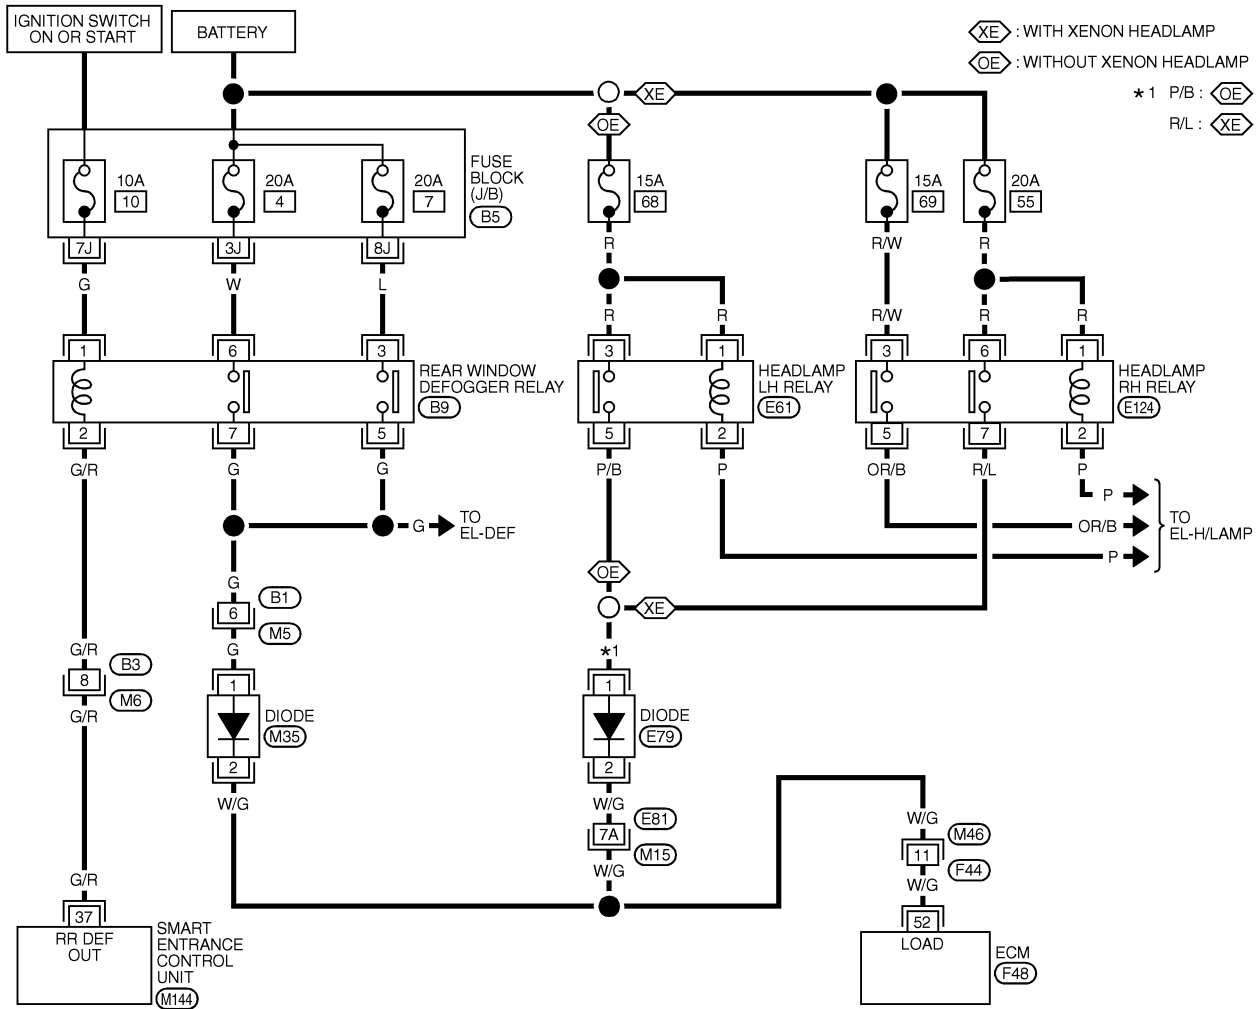 IGNITION SWITCH
ON OR START
BATTERY
XE : WITH XENON HEADLAMP
OE : WITHOUT XENON HEADLAMP
*1 P/B : OE
R/L : XE
XE
OE
10A
10
20A
4
20A
7
FUSE
BLOCK
(J/B)
B5
15A
68
15A
69
20A
55
7J
3J
8J
R
R/W
R
G
W
L
R
R
R/W
R
R
1
6
3
3
1
3
6
1
REAR WINDOW
DEFOGGER RELAY
B9
HEADLAMP
LH RELAY
E61
HEADLAMP
RH RELAY
E124
2
7
5
5
2
5
7
2
G/R
G
G
P/B
P
OR/B
R/L
P
P
G
TO
EL-DEF
OR/B
TO
EL-H/LAMP
P
OE
G
B1
6
M5
XE
G/R
G
*1
B3
8
M6
G/R
1
DIODE
M35
2
1
DIODE
E79
2
W/G
W/G
W/G
E81
7A
M15
M46
11
F44
W/G
W/G
G/R
37
RR DEF
OUT
SMART
ENTRANCE
CONTROL
UNIT
M144
52
LOAD
ECM
F48